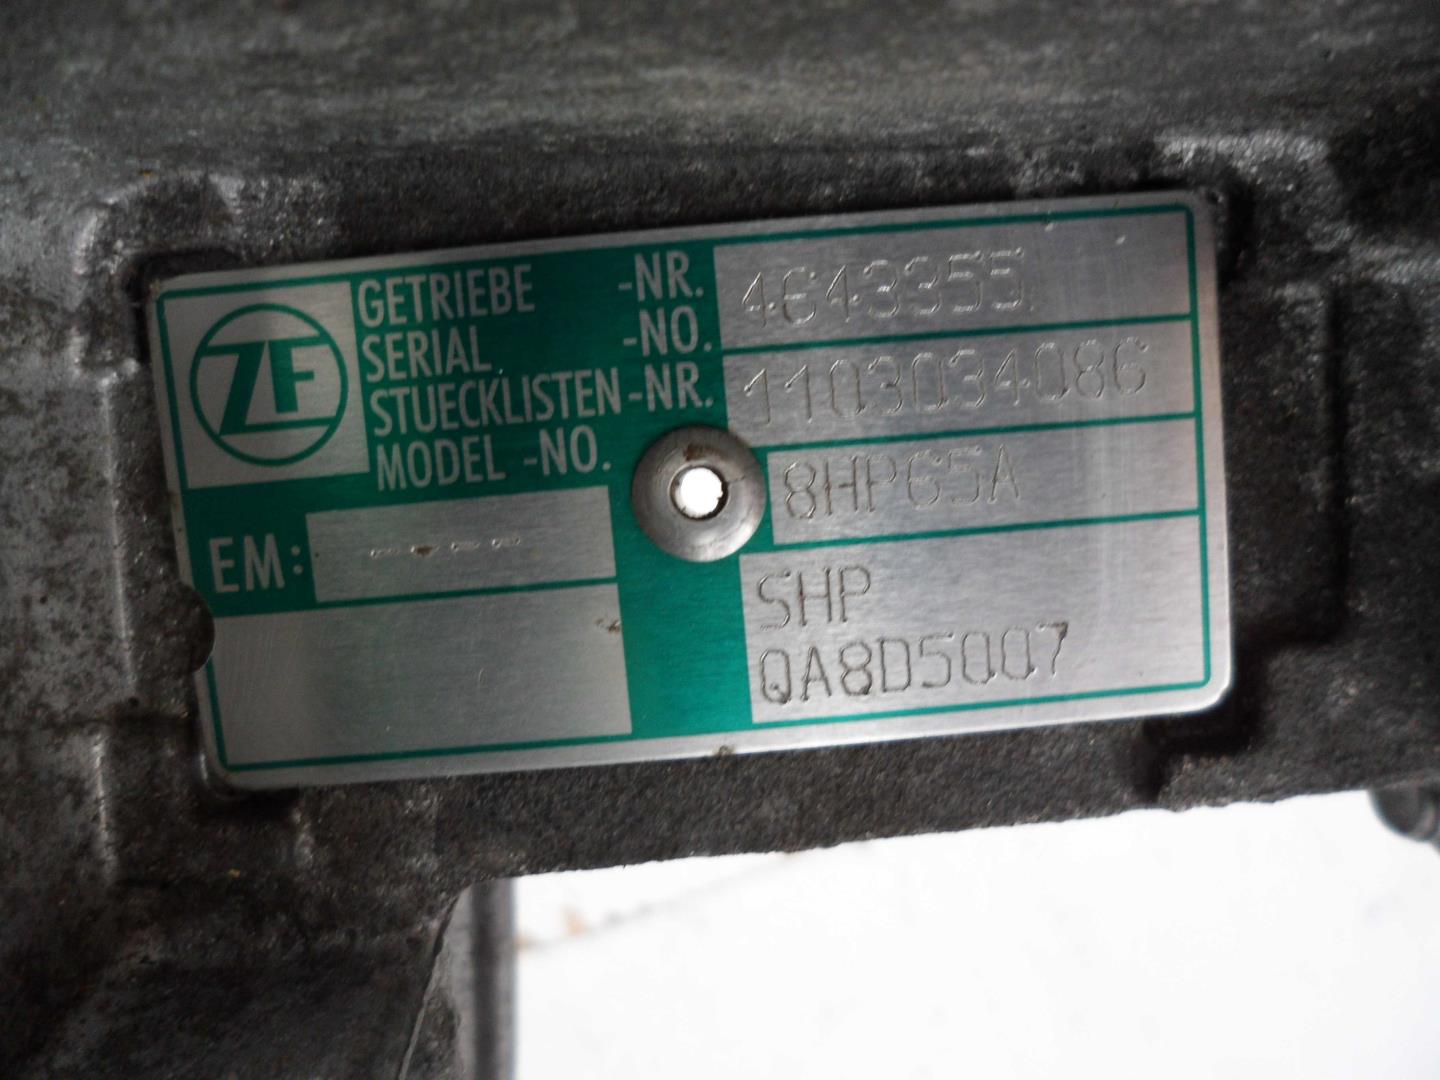 ZF
GETRIEBE -NR. 4643355
SERIAL -NO.
STUECKLISTEN-NR. 1103034086
MODEL -NO.
8HP65A
EM: ----
SHP
QA8D5007